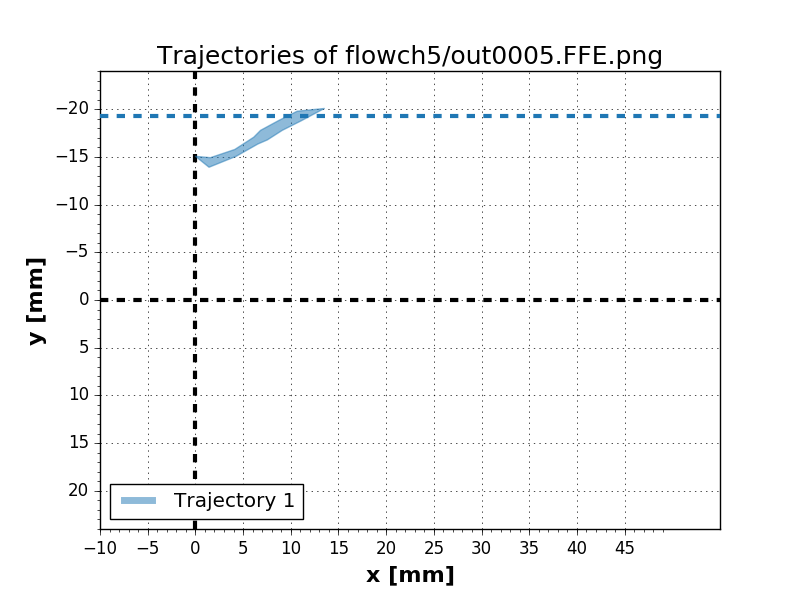 Trajectories of flowch5/out0005.FFE.png
y [mm]
−20
−15
−10
−5
0
5
10
15
20
Trajectory 1
−10 −5 0 5 10 15 20 25 30 35 40 45
x [mm]